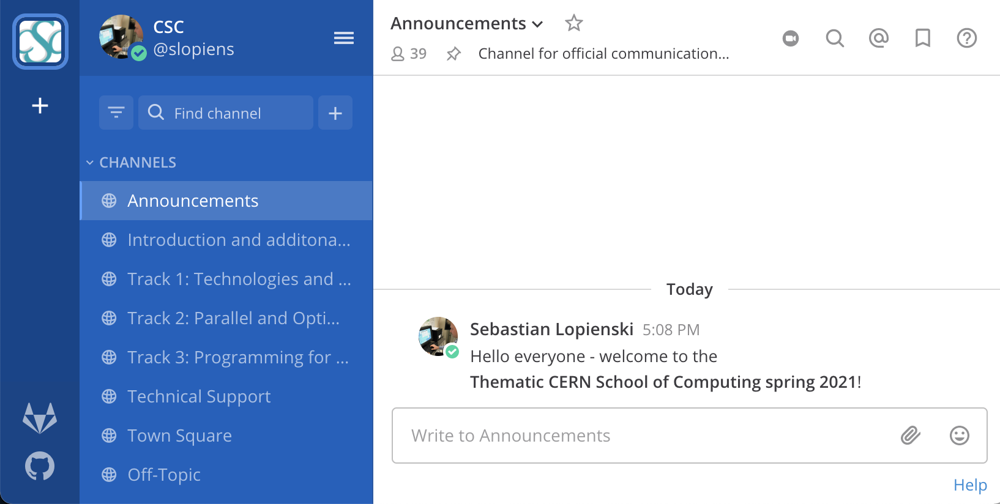 CSC
@slopiens
Find channel
CHANNELS
Announcements
Introduction and additona...
Track 1: Technologies and ...
Track 2: Parallel and Opti...
Track 3: Programming for ...
Technical Support
Town Square
Off-Topic
Announcements
39
Channel for official communication...
Today
Sebastian Lopienski 5:08 PM
Hello everyone - welcome to the
Thematic CERN School of Computing spring 2021!
Write to Announcements
Help